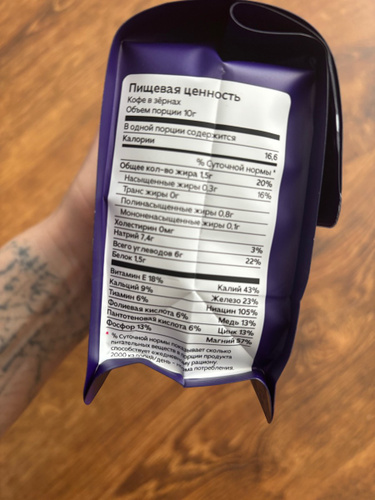 Пищевая ценность
Кофе в зёрнах
Объем порции 10г
В одной порции содержится
Калории 16,6
% Суточной нормы *
Общее кол-во жира 1,5г 20%
Насыщенные жиры 0,3г 16%
Транс жиры 0г
Полинасыщенные жиры 0,8г
Мононенасыщенные жиры 0,1г
Холестирин 0мг
Натрий 7,4г 3%
Всего углеводов 6г 22%
Белок 1,5г
Витамин Е 18% Калий 43%
Кальций 9% Железо 23%
Тиамин 6% Ниацин 105%
Фолиевая кислота 6% Медь 13%
Пантотеновая кислота 6% Цинк 13%
Фосфор 13% Магний 57%
* % Суточной нормы показывает сколько
питательных веществ в порции продукта
способствует ежедневному рациону
2000 калорий/день потребления.